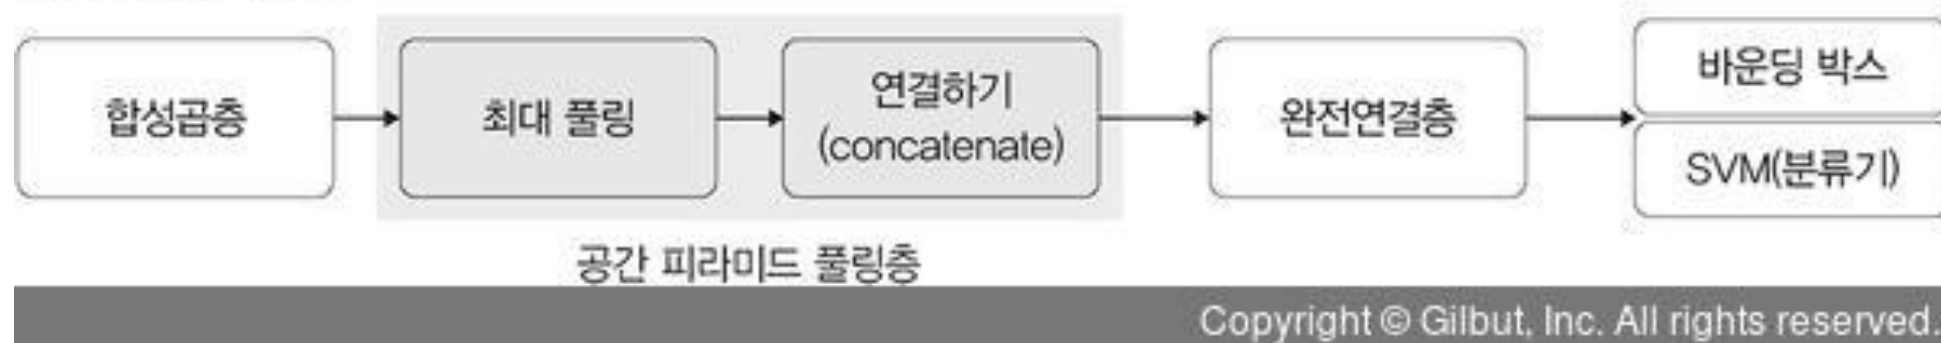 합성곱층
최대 풀링
연결하기
(concatenate)
완전연결층
바운딩 박스
SVM(분류기)
공간 피라미드 풀링층
Copyright © Gilbut, Inc. All rights reserved.